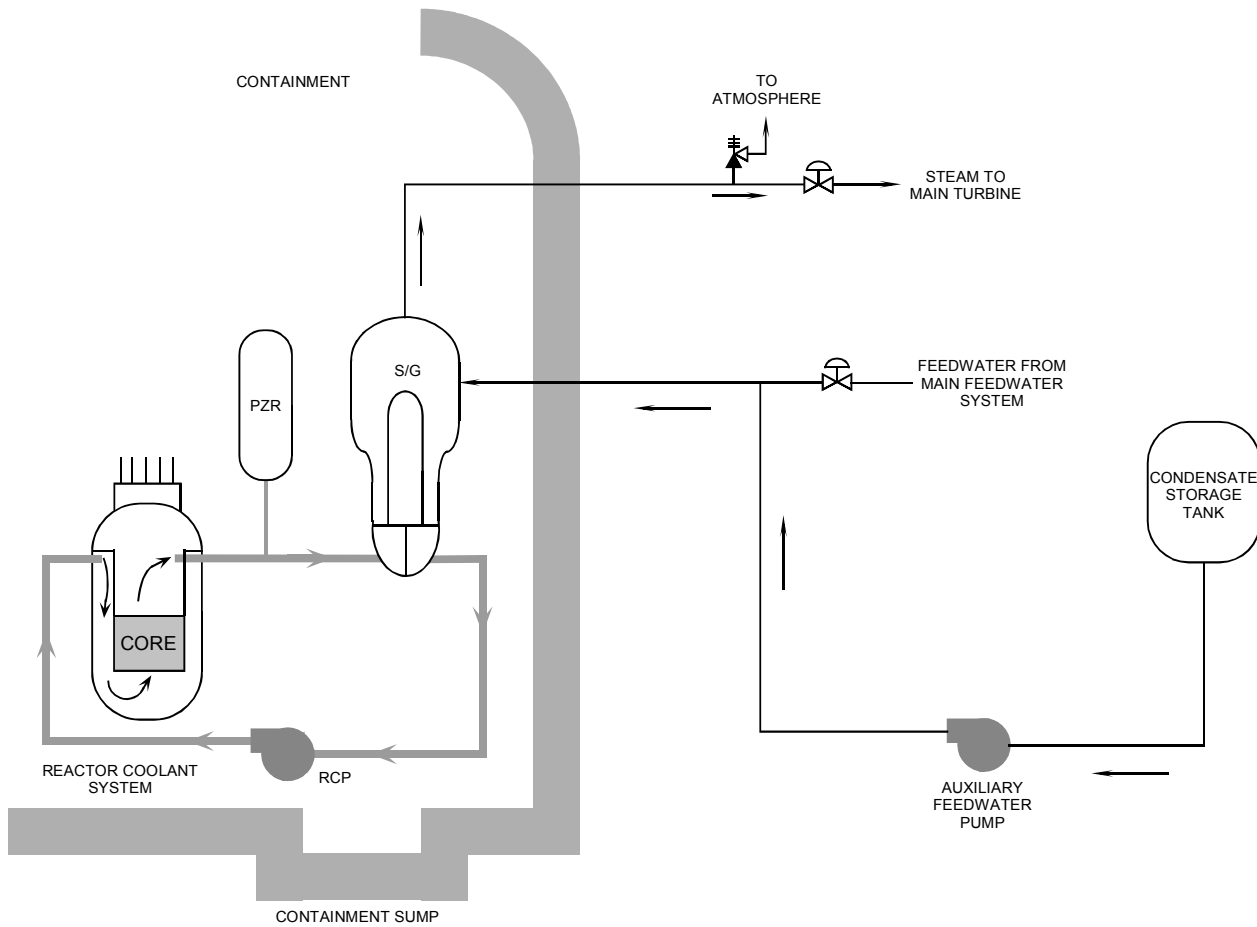 CONTAINMENT
TO
ATMOSPHERE
STEAM TO
MAIN TURBINE
S/G
PZR
FEEDWATER FROM
MAIN FEEDWATER
SYSTEM
CONDENSATE
STORAGE
TANK
CORE
REACTOR COOLANT
SYSTEM
RCP
AUXILIARY
FEEDWATER
PUMP
CONTAINMENT SUMP